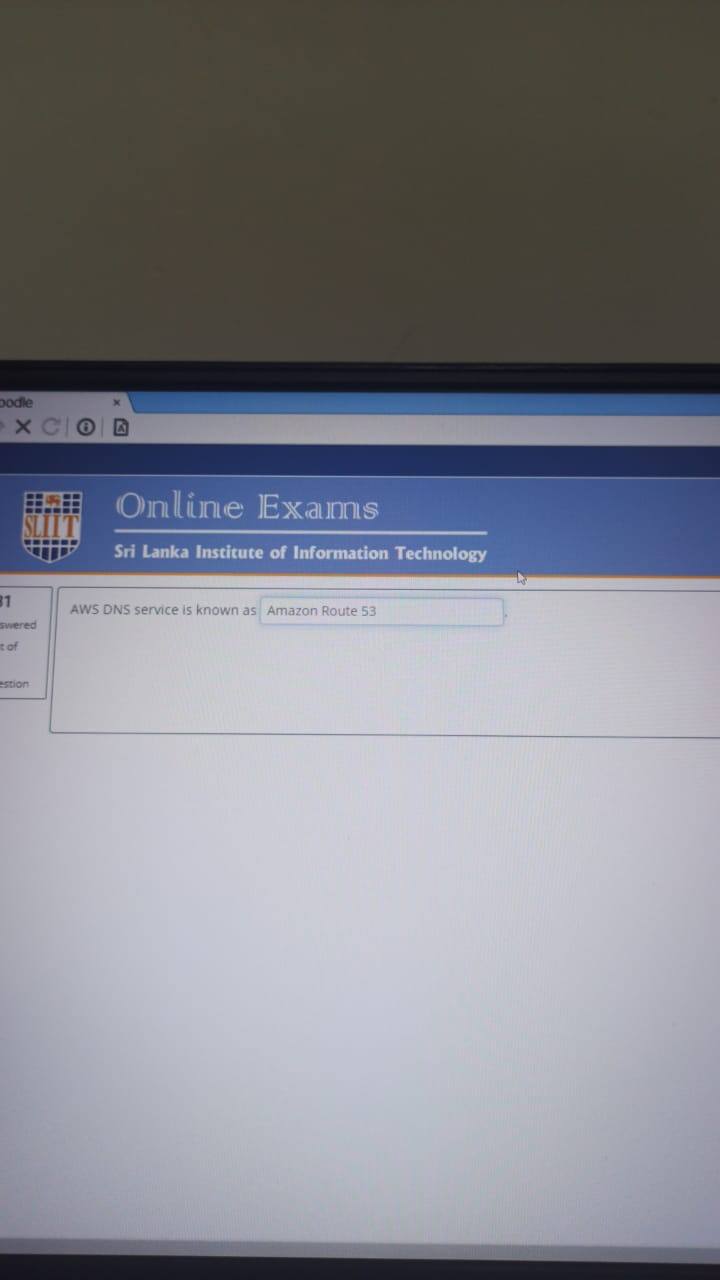 oodle
Online Exams
SLIIT
Sri Lanka Institute of Information Technology
31
swered
AWS DNS service is known as Amazon Route 53.
t of
estion